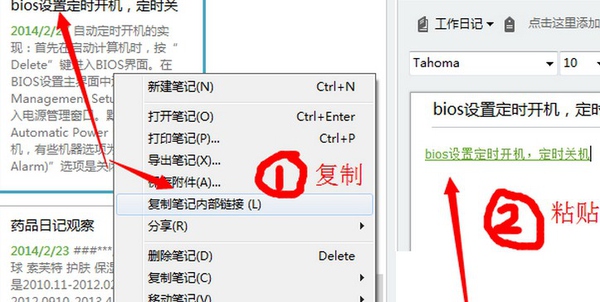 bios设置定时开机，定时关
2014/2/2 自动定时开机的实
现：首先在启动计算机时，按“
Delete”键进入BIOS界面。在
BIOS设置主界面中
Management Setu
入电源管理窗口。
Automatic Power
机，有些机器选项为
Alarm)”选项是关
药品日记观察
2014/2/23 ###***
球 索芙特 护肤 保湿
是2010.11-2012.02
2012.0910-2013.0
新建笔记(N) Ctrl+N
打开笔记(O) Ctrl+Enter
打印笔记(P)... Ctrl+P
导出笔记(X)...
附件(A)...
复制笔记内部链接 (L)
分享(R)
删除笔记(D) Delete
复制笔记(C)
移动笔记(V)
1 复制
工作日记 点击这里添加
Tahoma 10
bios设置定时开机，定时
bios设置定时开机，定时关机
2 粘贴